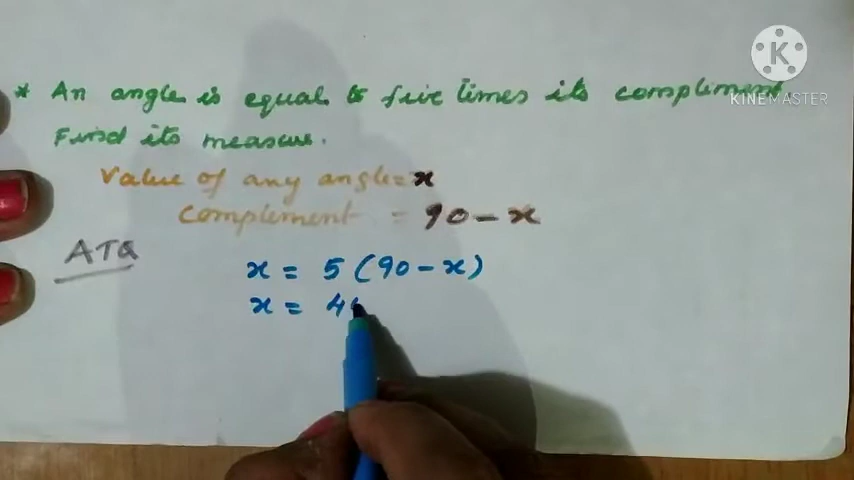 * An angle is equal to five times its compliment.
Find its measure.
Value of any angle = x
Complement = 90 - x
ATQ
x = 5 (90 - x)
x = 4
K
KINEMASTER